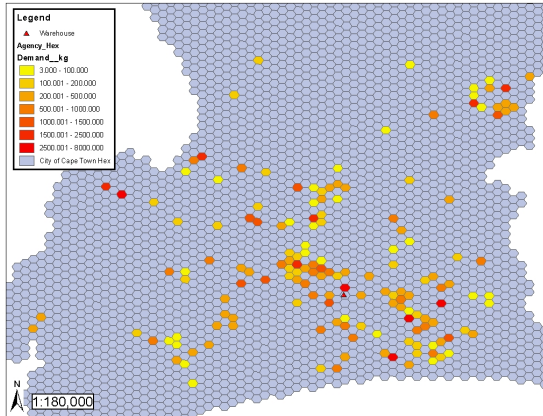 Legend
Warehouse
Agency_Hex
Demand__kg
3.000 - 100.000
100.001 - 200.000
200.001 - 500.000
500.001 - 1000.000
1000.001 - 1500.000
1500.001 - 2500.000
2500.001 - 8000.000
City of Cape Town Hex
N
1:180,000